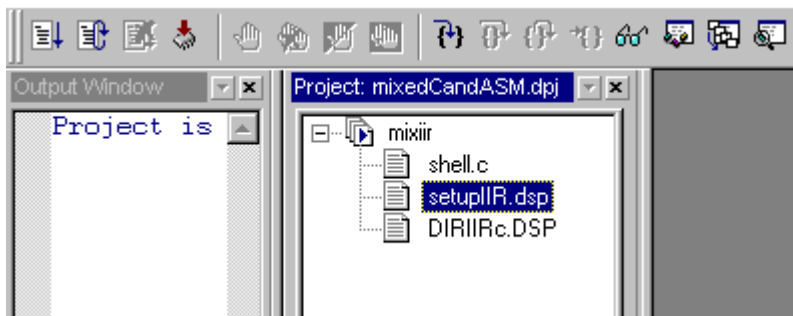 Output Window
Project is
Project: mixedCandASM.dpj
mixiir
shell.c
setupIIR.dsp
DIRIIRc.DSP